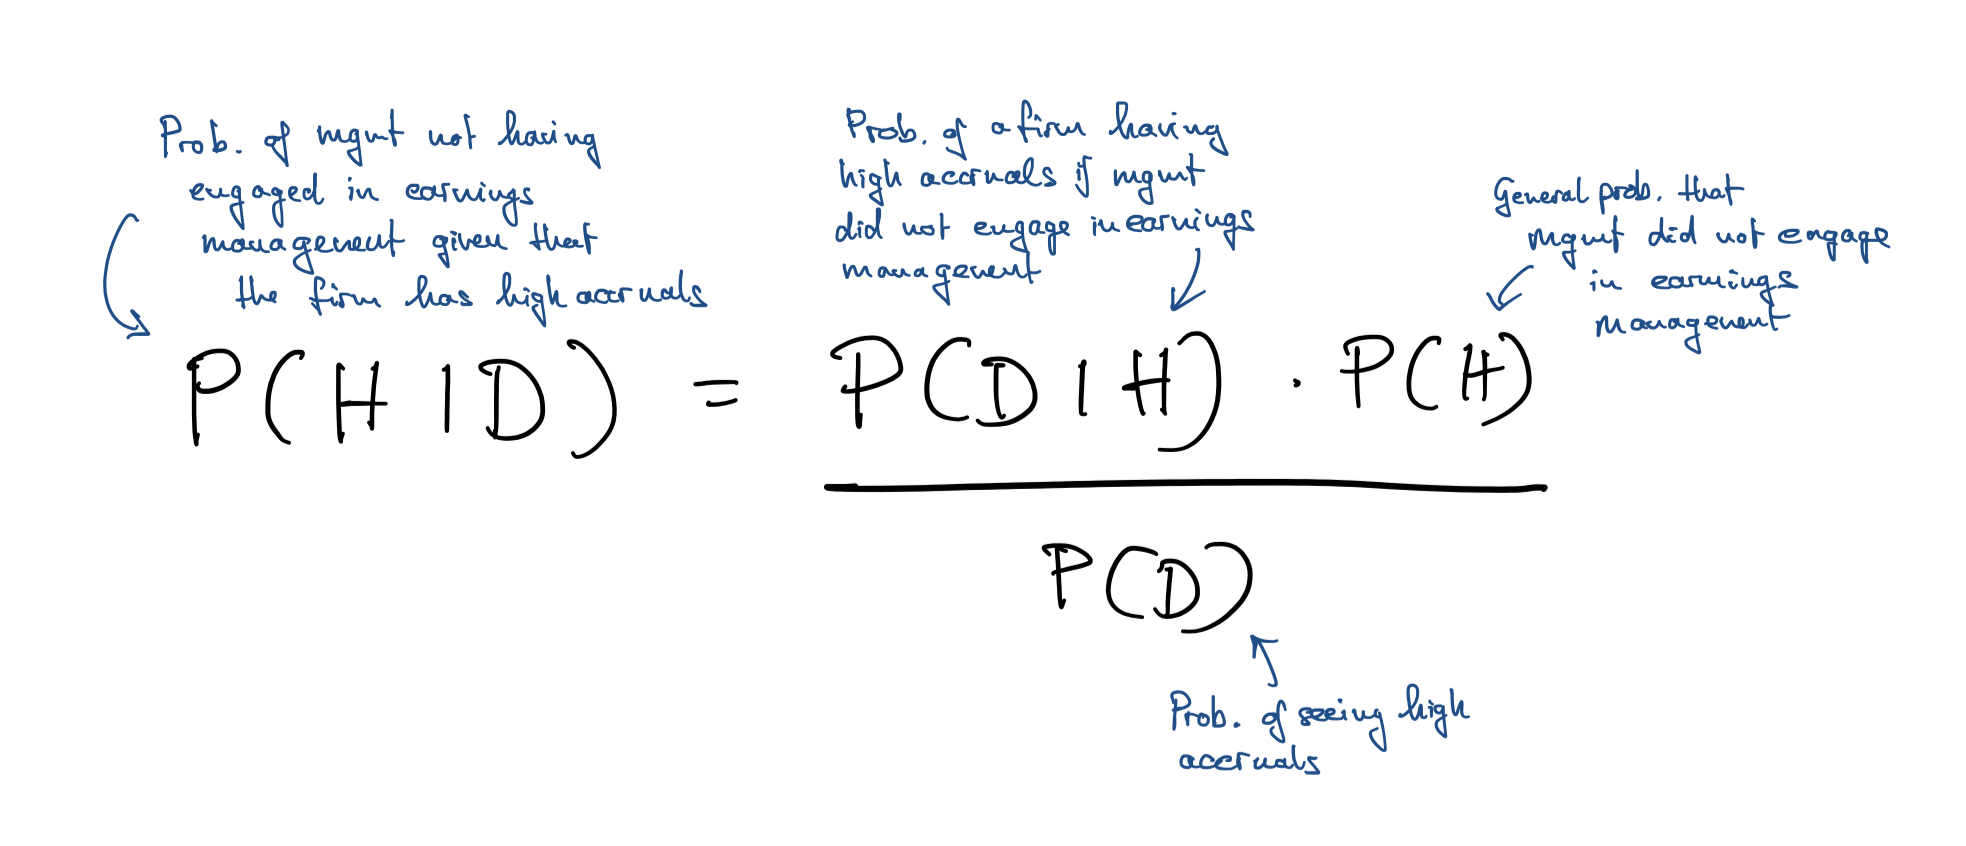 Prob. of mgmt not having
engaged in earnings
management given that
the firm has high accruals
Prob. of a firm having
high accruals if mgmt
did not engage in earnings
management
General prob. that
mgmt did not engage
in earnings
management
P(H|D) = P(D|H) · P(H)
P(D)
Prob. of seeing high
accruals